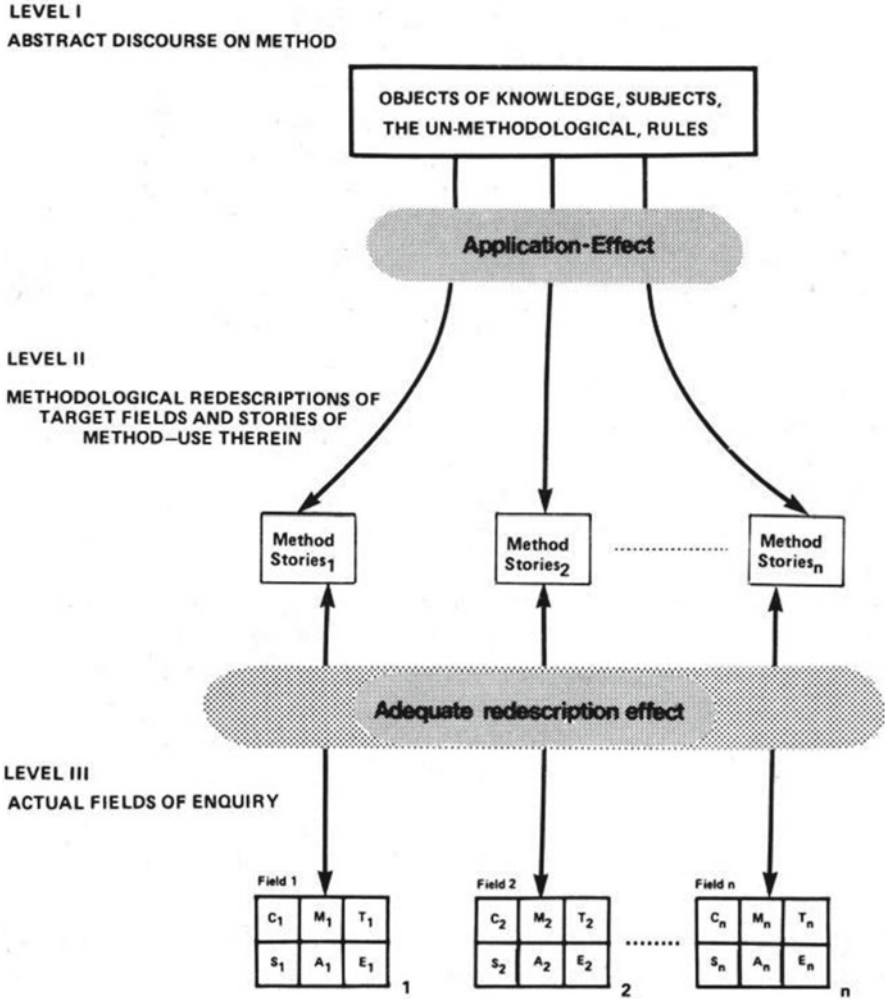 LEVEL I
ABSTRACT DISCOURSE ON METHOD
OBJECTS OF KNOWLEDGE, SUBJECTS,
THE UN-METHODOLOGICAL, RULES
Application-Effect
LEVEL II
METHODOLOGICAL REDESCRIPTIONS OF
TARGET FIELDS AND STORIES OF
METHOD—USE THEREIN
Method
Stories1
Method
Stories2
Method
Storiesn
Adequate redescription effect
LEVEL III
ACTUAL FIELDS OF ENQUIRY
Field 1
C1 M1 T1
S1 A1 E1
1
Field 2
C2 M2 T2
S2 A2 E2
2
Field n
Cn Mn Tn
Sn An En
n